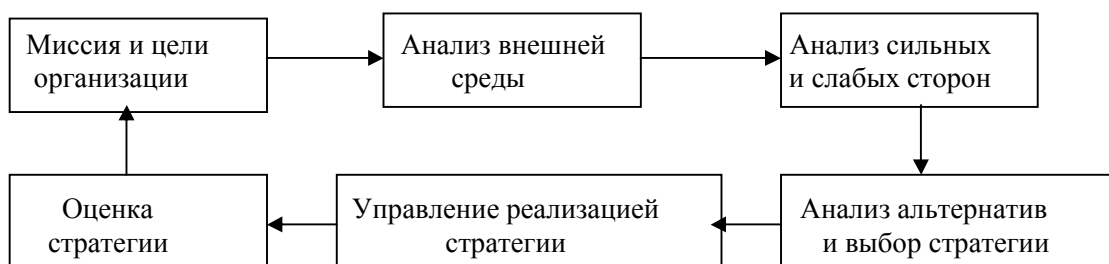 Миссия и цели
организации
Анализ внешней
среды
Анализ сильных
и слабых сторон
Оценка
стратегии
Управление реализацией
стратегии
Анализ альтернатив
и выбор стратегии